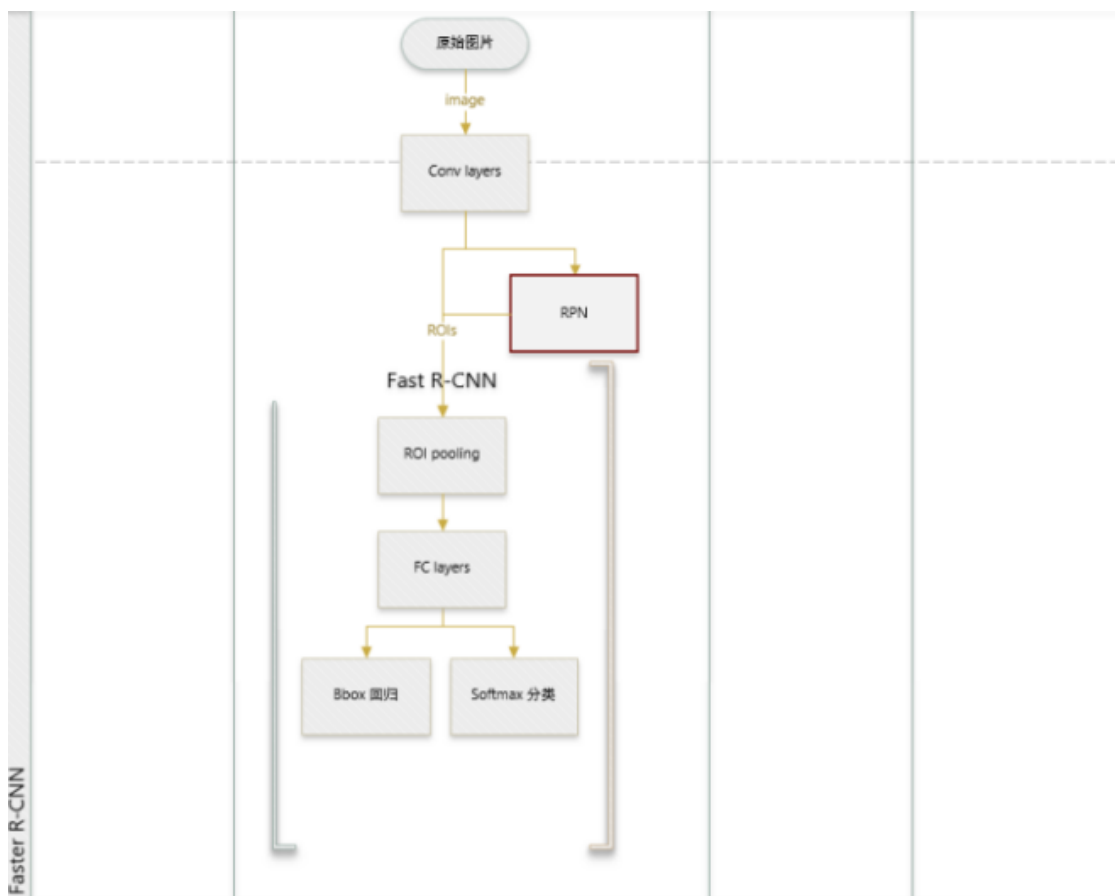 原始图片
image
Conv layers
RPN
ROIs
Fast R-CNN
ROI pooling
FC layers
Bbox 回归
Softmax 分类
Faster R-CNN